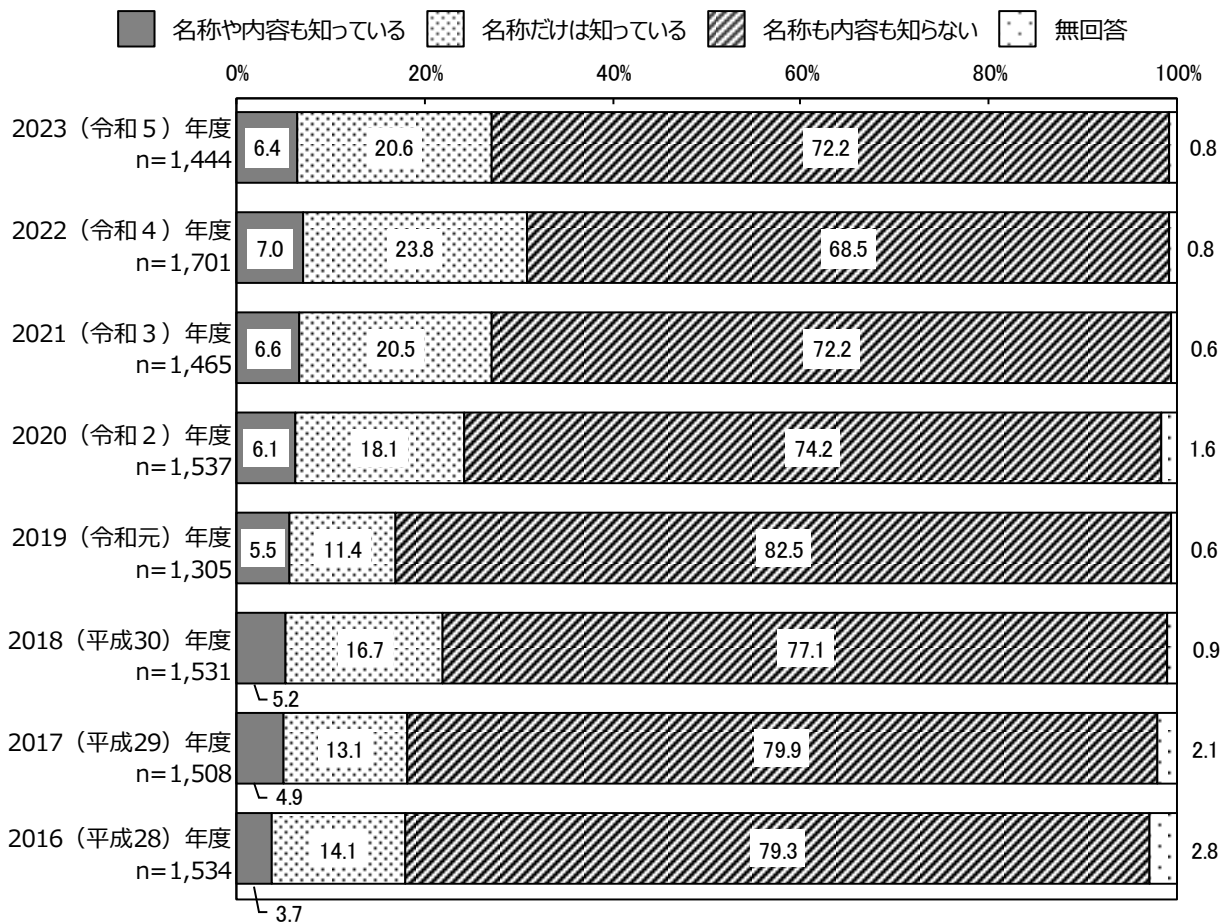 名称や内容も知っている 名称だけは知っている 名称も内容も知らない 無回答
0% 20% 40% 60% 80% 100%
2023（令和５）年度
n=1,444
6.4 20.6 72.2 0.8
2022（令和４）年度
n=1,701
7.0 23.8 68.5 0.8
2021（令和３）年度
n=1,465
6.6 20.5 72.2 0.6
2020（令和２）年度
n=1,537
6.1 18.1 74.2 1.6
2019（令和元）年度
n=1,305
5.5 11.4 82.5 0.6
2018（平成30）年度
n=1,531
16.7 77.1 0.9
5.2
2017（平成29）年度
n=1,508
13.1 79.9 2.1
4.9
2016（平成28）年度
n=1,534
14.1 79.3 2.8
3.7